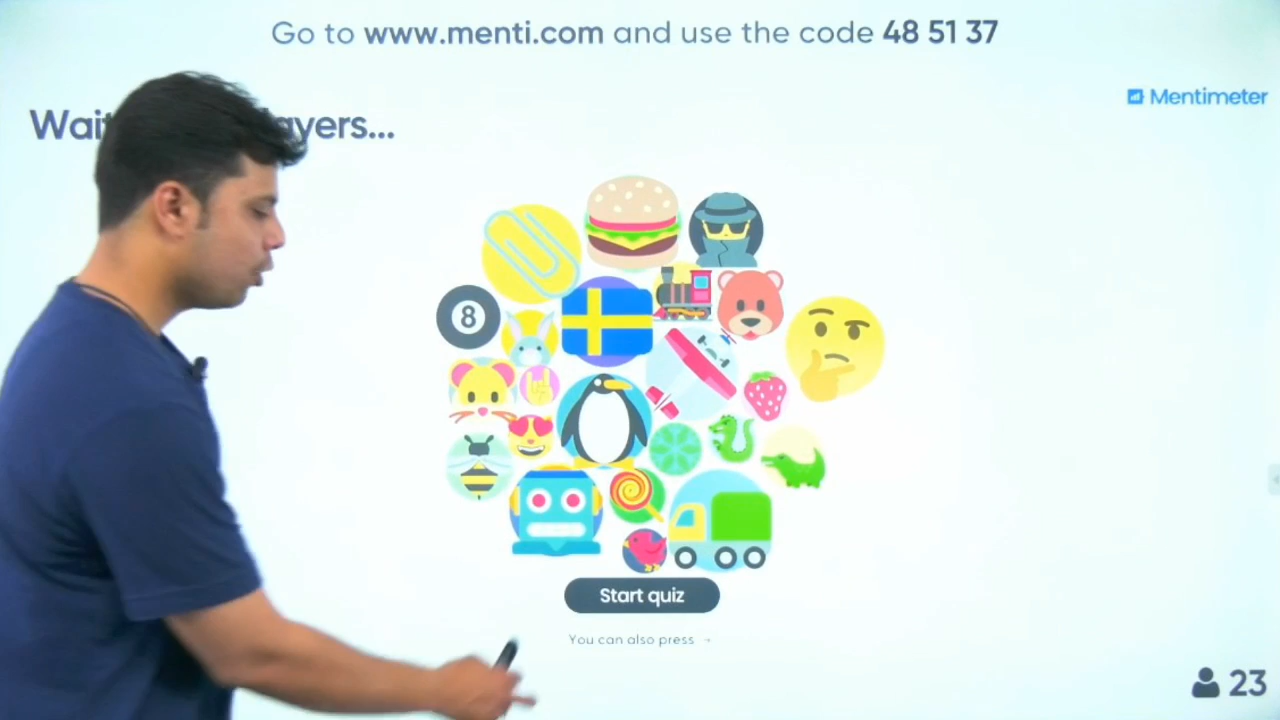 Go to www.menti.com and use the code 48 51 37
Mentimeter
ayers...
8
Start quiz
You can also press →
23